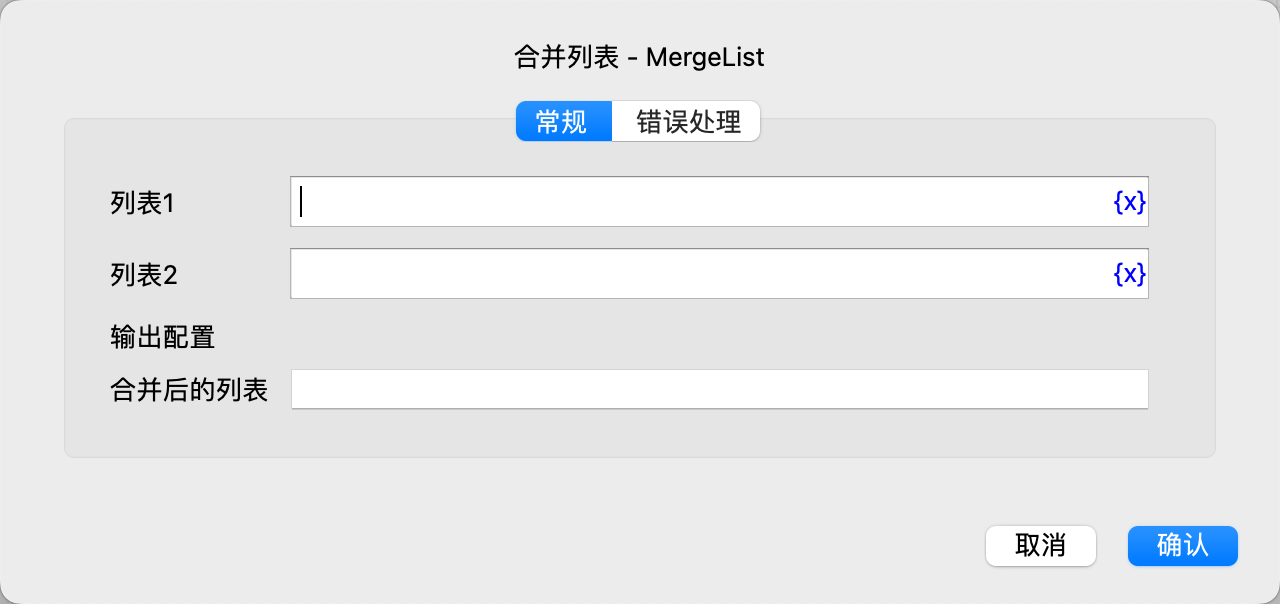 合并列表 - MergeList
常规 错误处理
列表1 {x}
列表2 {x}
输出配置
合并后的列表
取消 确认